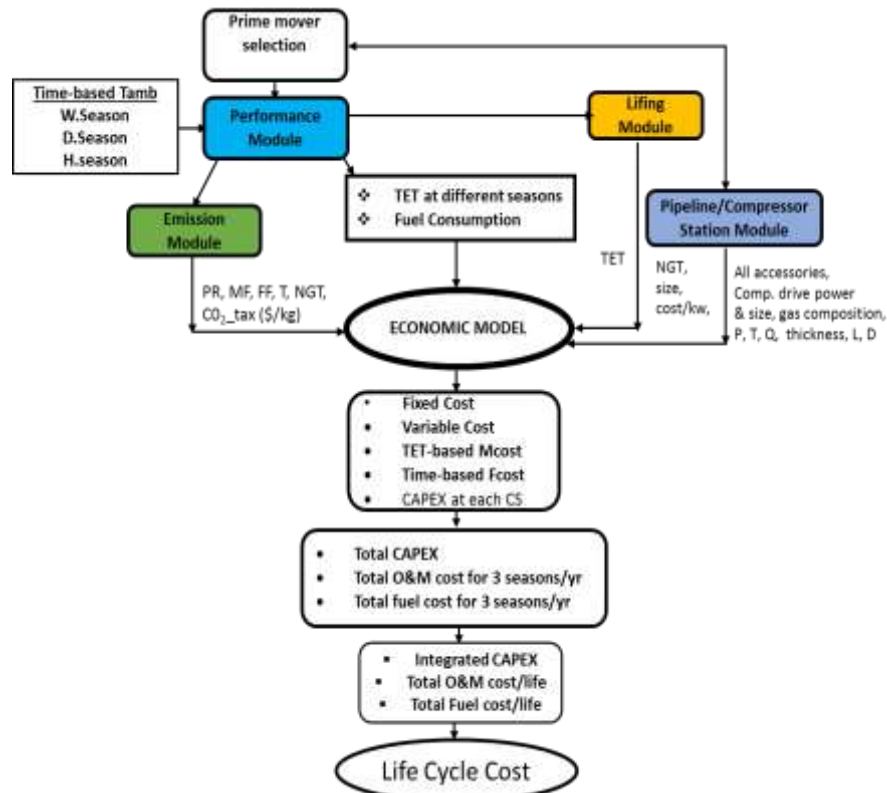 Prime mover
selection
Time-based Tamb
W.Season
D.Season
H.season
Performance
Module
Lifing
Module
❖ TET at different seasons
❖ Fuel Consumption
Emission
Module
Pipeline/Compressor
Station Module
PR, MF, FF, T, NGT,
CO₂_tax ($/kg)
TET
NGT,
size,
cost/kw,
All accessories,
Comp. drive power
& size, gas composition,
P, T, Q, thickness, L, D
ECONOMIC MODEL
• Fixed Cost
• Variable Cost
• TET-based Mcost
• Time-based Fcost
• CAPEX at each CS
• Total CAPEX
• Total O&M cost for 3 seasons/yr
• Total fuel cost for 3 seasons/yr
▪ Integrated CAPEX
▪ Total O&M cost/life
▪ Total Fuel cost/life
Life Cycle Cost